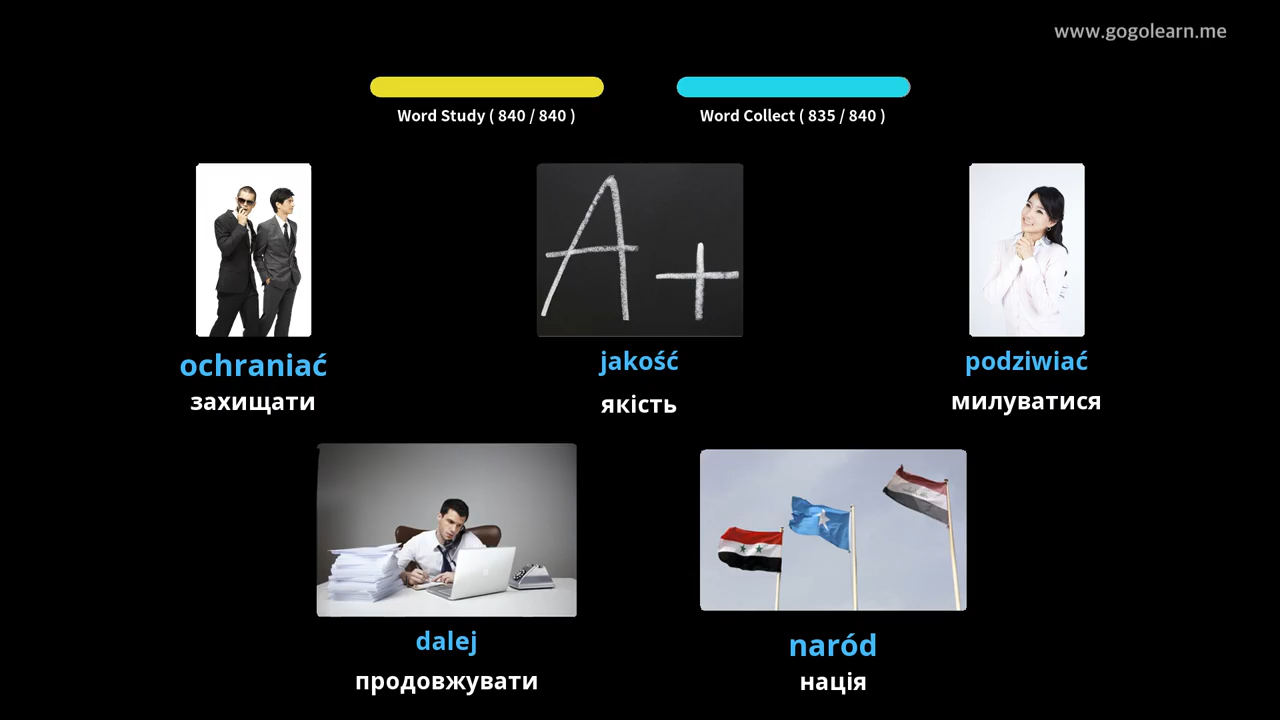 www.gogolearn.me
Word Study ( 840 / 840 )
Word Collect ( 835 / 840 )
A+
ochraniać
захищати
jakość
якість
podziwiać
милуватися
dalej
продовжувати
naród
нація